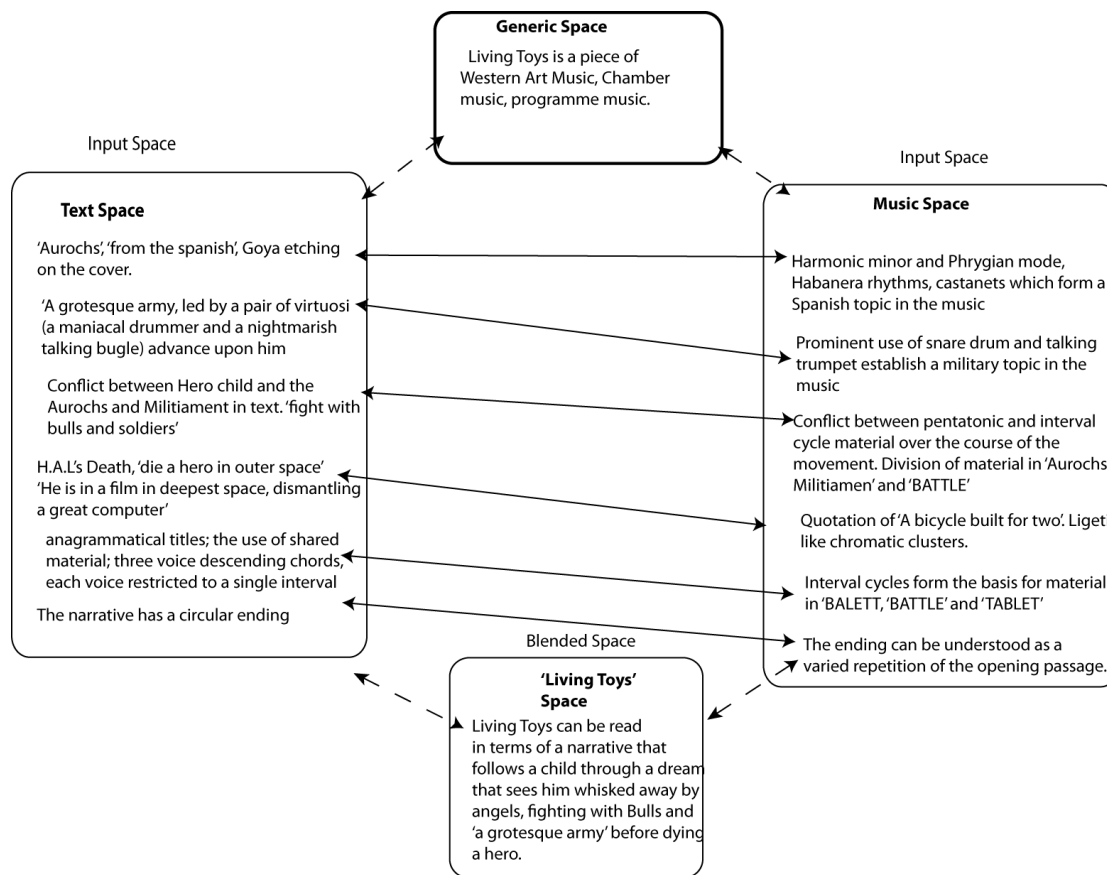 Generic Space
Living Toys is a piece of
Western Art Music, Chamber
music, programme music.
Input Space
Text Space
‘Aurochs’, ‘from the spanish’, Goya etching
on the cover.
‘A grotesque army, led by a pair of virtuosi
(a maniacal drummer and a nightmarish
talking bugle) advance upon him
Conflict between Hero child and the
Aurochs and Militiament in text. ‘fight with
bulls and soldiers’
H.A.L’s Death, ‘die a hero in outer space’
‘He is in a film in deepest space, dismantling
a great computer’
anagrammatical titles; the use of shared
material; three voice descending chords,
each voice restricted to a single interval
The narrative has a circular ending
Input Space
Music Space
Harmonic minor and Phrygian mode,
Habanera rhythms, castanets which form a
Spanish topic in the music
Prominent use of snare drum and talking
trumpet establish a military topic in the
music
Conflict between pentatonic and interval
cycle material over the course of the
movement. Division of material in ‘Aurochs
Militiamen’ and ‘BATTLE’
Quotation of ‘A bicycle built for two’. Liget
like chromatic clusters.
Interval cycles form the basis for material
in ‘BALETT, ‘BATTLE’ and ‘TABLET’
The ending can be understood as a
varied repetition of the opening passage.
Blended Space
‘Living Toys’
Space
Living Toys can be read
in terms of a narrative that
follows a child through a dream
that sees him whisked away by
angels, fighting with Bulls and
‘a grotesque army’ before dying
a hero.